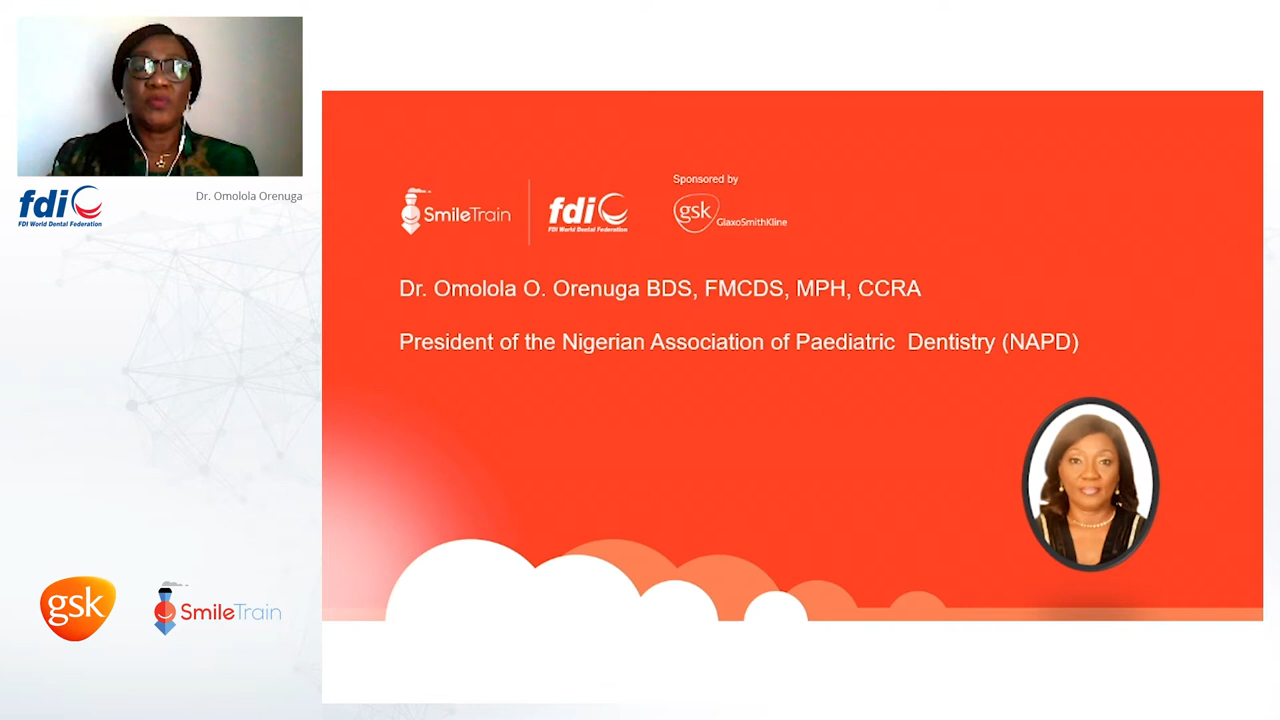 fdi
FDI World Dental Federation
Dr. Omolola Orenuga
gsk
SmileTrain
SmileTrain
fdi
FDI World Dental Federation
Sponsored by
gsk
GlaxoSmithKline
Dr. Omolola O. Orenuga BDS, FMCDS, MPH, CCRA
President of the Nigerian Association of Paediatric Dentistry (NAPD)